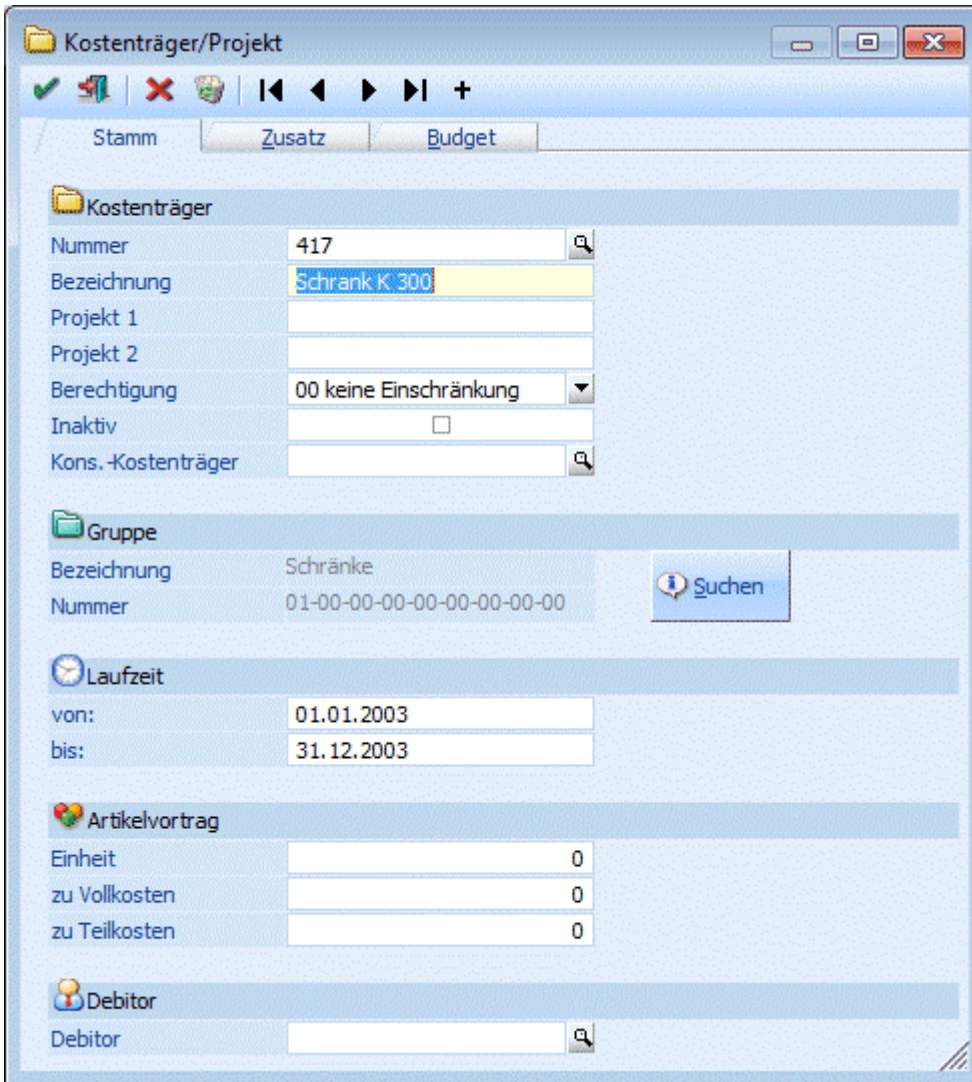 Kostenträger/Projekt
Stamm Zusatz Budget
Kostenträger
Nummer 417
Bezeichnung Schrank K 300
Projekt 1
Projekt 2
Berechtigung 00 keine Einschränkung
Inaktiv
Kons.-Kostenträger
Gruppe
Bezeichnung Schränke
Nummer 01-00-00-00-00-00-00-00-00
Suchen
Laufzeit
von: 01.01.2003
bis: 31.12.2003
Artikelvortrag
Einheit 0
zu Vollkosten 0
zu Teilkosten 0
Debitor
Debitor